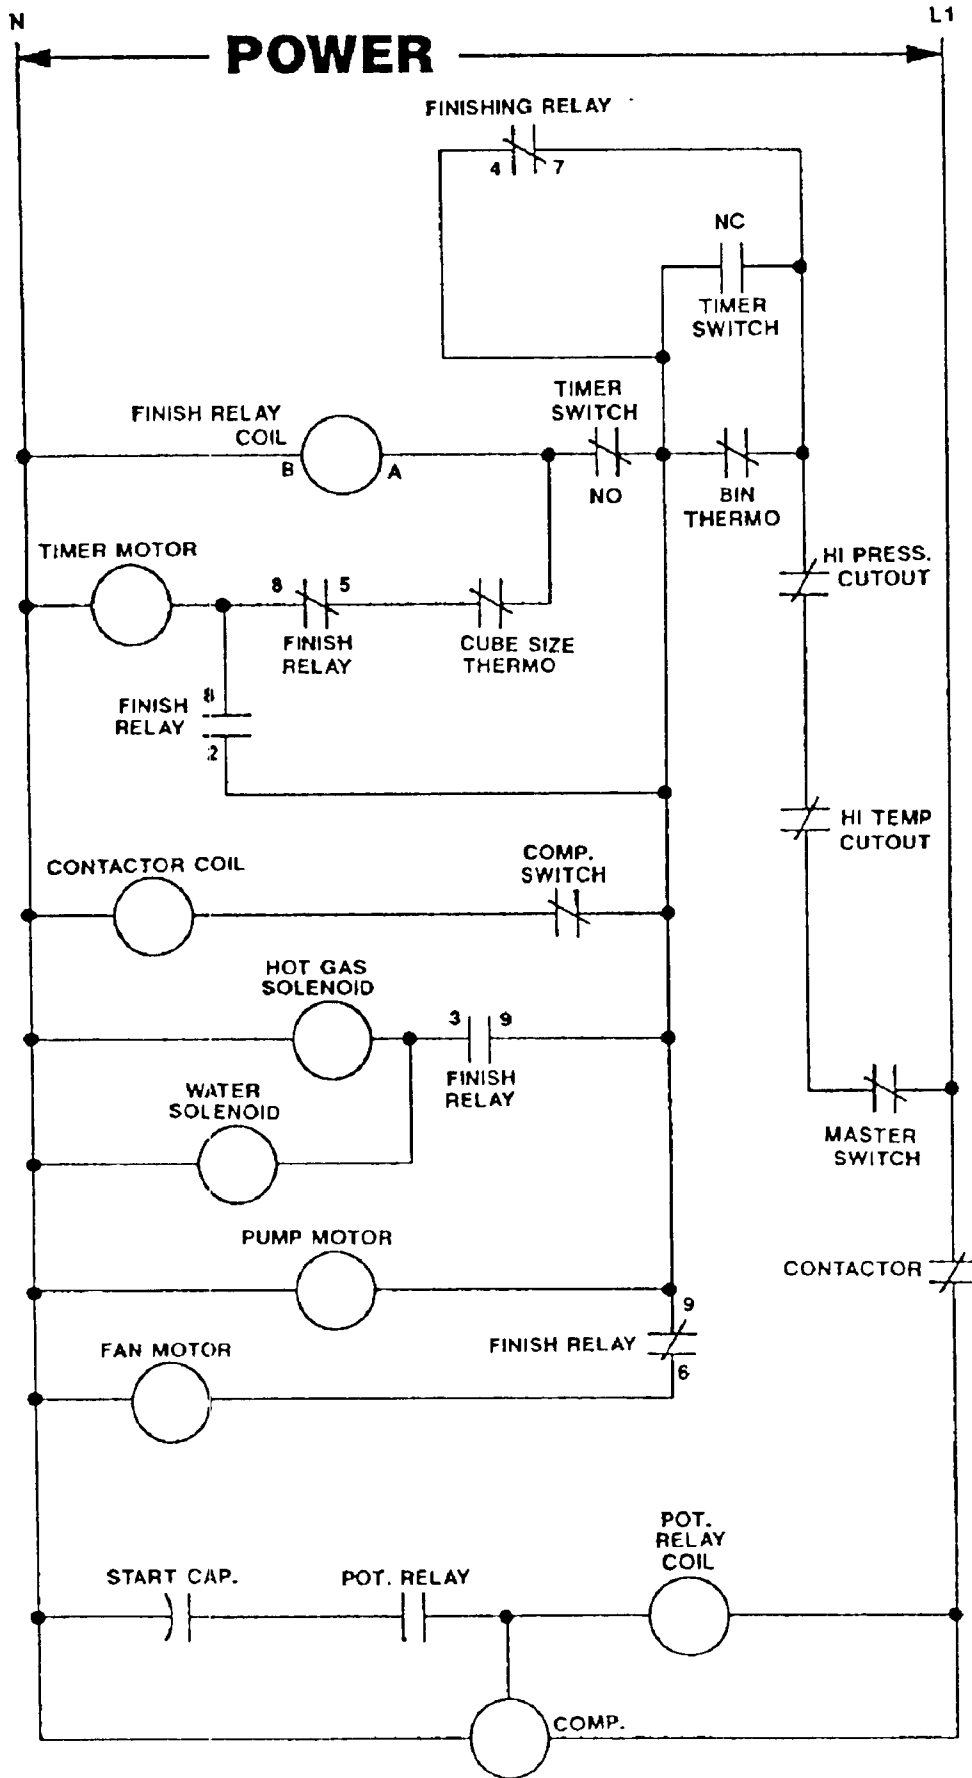 N
L1
POWER
FINISHING RELAY
4
7
NC
TIMER
SWITCH
TIMER
SWITCH
NO
FINISH RELAY
COIL
B
A
BIN
THERMO
TIMER MOTOR
8
5
FINISH
RELAY
CUBE SIZE
THERMO
HI PRESS.
CUTOUT
FINISH
RELAY
8
2
HI TEMP
CUTOUT
CONTACTOR COIL
COMP.
SWITCH
HOT GAS
SOLENOID
3
9
FINISH
RELAY
WATER
SOLENOID
MASTER
SWITCH
PUMP MOTOR
CONTACTOR
9
FINISH RELAY
6
FAN MOTOR
POT.
RELAY
COIL
START CAP.
POT. RELAY
COMP.